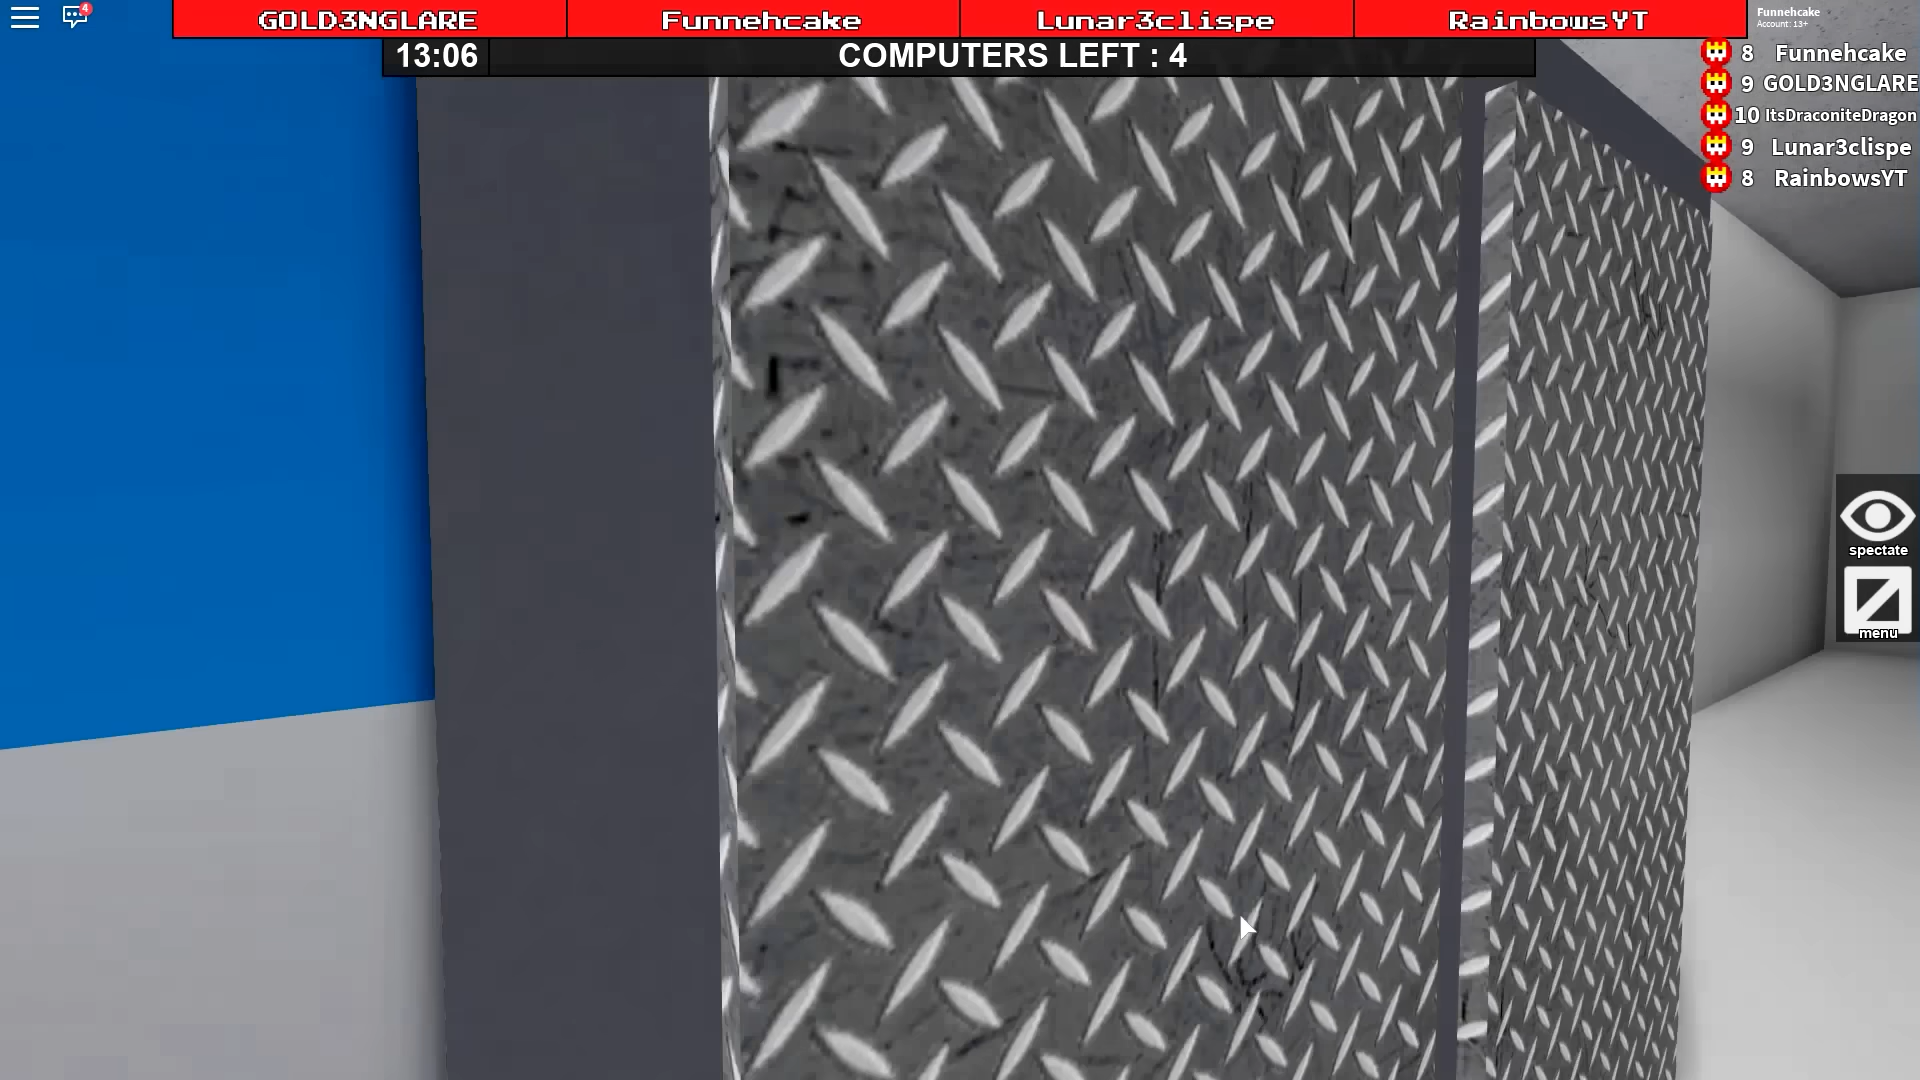 4
GOLD3NGLARE Funnehcake Lunar3clispe RainbowsYT
Funnehcake
Account: 13+
13:06 COMPUTERS LEFT : 4
8 Funnehcake
9 GOLD3NGLARE
10 ItsDraconiteDragon
9 Lunar3clispe
8 RainbowsYT
spectate
menu